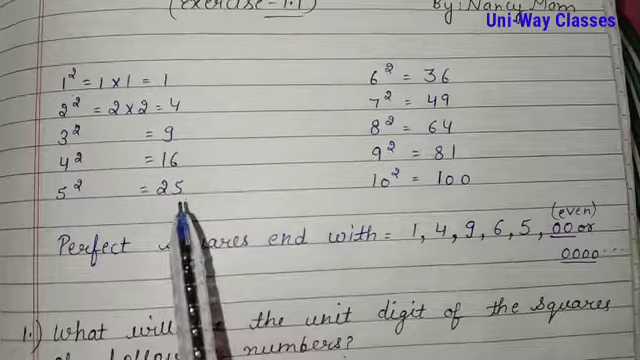 (exercise - 1.1)
By: Nancy Mam
Uni-Way Classes
1² = 1 × 1 = 1
2² = 2 × 2 = 4
3² = 9
4² = 16
5² = 25
6² = 36
7² = 49
8² = 64
9² = 81
10² = 100
(even)
Perfect squares end with = 1, 4, 9, 6, 5, 00 or
0000...
1.) What will the unit digit of the squares
numbers?